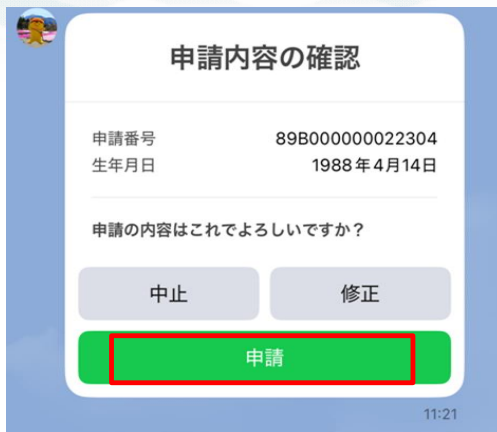 申請内容の確認
申請番号 89B000000022304
生年月日 1988年4月14日
申請の内容はこれでよろしいですか？
中止 修正
申請
11:21